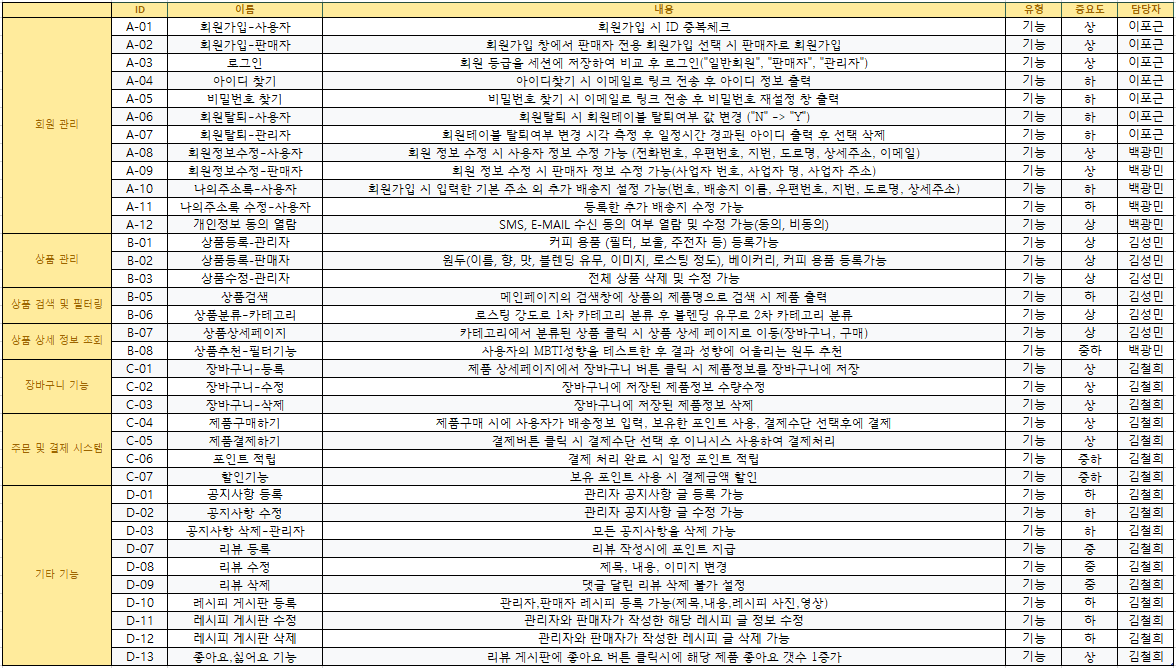 ID 이름 내용 유형 중요도 담당자
회원 관리
A-01 회원가입-사용자 회원가입 시 ID 중복체크 기능 상 이포근
A-02 회원가입-판매자 회원가입 창에서 판매자 전용 회원가입 선택 시 판매자로 회원가입 기능 상 이포근
A-03 로그인 회원 등급을 세션에 저장하여 비교 후 로그인("일반회원", "판매자", "관리자") 기능 상 이포근
A-04 아이디 찾기 아이디찾기 시 이메일로 링크 전송 후 아이디 정보 출력 기능 하 이포근
A-05 비밀번호 찾기 비밀번호 찾기 시 이메일로 링크 전송 후 비밀번호 재설정 창 출력 기능 하 이포근
A-06 회원탈퇴-사용자 회원탈퇴 시 회원테이블 탈퇴여부 값 변경 ("N" -> "Y") 기능 하 이포근
A-07 회원탈퇴-관리자 회원테이블 탈퇴여부 변경 시각 측정 후 일정시간 경과된 아이디 출력 후 선택 삭제 기능 하 이포근
A-08 회원정보수정-사용자 회원 정보 수정 시 사용자 정보 수정 가능 (전화번호, 우편번호, 지번, 도로명, 상세주소, 이메일) 기능 상 백광민
A-09 회원정보수정-판매자 회원 정보 수정 시 판매자 정보 수정 가능(사업자 번호, 사업자 명, 사업자 주소) 기능 상 백광민
A-10 나의주소록-사용자 회원가입 시 입력한 기본 주소 외 추가 배송지 설정 가능(번호, 배송지 이름, 우편번호, 지번, 도로명, 상세주소) 기능 하 백광민
A-11 나의주소록 수정-사용자 등록한 추가 배송지 수정 가능 기능 하 백광민
A-12 개인정보 동의 열람 SMS, E-MAIL 수신 동의 여부 열람 및 수정 가능(동의, 비동의) 기능 상 백광민
상품 관리
B-01 상품등록-관리자 커피 용품 (필터, 보울, 주전자 등) 등록가능 기능 상 김성민
B-02 상품등록-판매자 원두(이름, 향, 맛, 블렌딩 유무, 이미지, 로스팅 정도), 베이커리, 커피 용품 등록가능 기능 상 김성민
B-03 상품수정-관리자 전체 상품 삭제 및 수정 가능 기능 상 김성민
상품 검색 및 필터링
B-05 상품검색 메인페이지의 검색창에 상품의 제품명으로 검색 시 제품 출력 기능 하 김성민
B-06 상품분류-카테고리 로스팅 강도로 1차 카테고리 분류 후 블렌딩 유무로 2차 카테고리 분류 기능 상 김성민
상품 상세 정보 조회
B-07 상품상세페이지 카테고리에서 분류된 상품 클릭 시 상품 상세 페이지로 이동(장바구니, 구매) 기능 상 김성민
B-08 상품추천-필터기능 사용자의 MBTI성향을 테스트한 후 결과 성향에 어울리는 원두 추천 기능 중하 백광민
장바구니 기능
C-01 장바구니-등록 제품 상세페이지에서 장바구니 버튼 클릭 시 제품정보를 장바구니에 저장 기능 상 김철희
C-02 장바구니-수정 장바구니에 저장된 제품정보 수량수정 기능 상 김철희
C-03 장바구니-삭제 장바구니에 저장된 제품정보 삭제 기능 상 김철희
주문 및 결제 시스템
C-04 제품구매하기 제품구매 시에 사용자가 배송정보 입력, 보유한 포인트 사용, 결제수단 선택후에 결제 기능 상 김철희
C-05 제품결제하기 결제버튼 클릭 시 결제수단 선택 후 이니시스 사용하여 결제처리 기능 상 김철희
C-06 포인트 적립 결제 처리 완료 시 일정 포인트 적립 기능 중하 김철희
C-07 할인기능 보유 포인트 사용 시 결제금액 할인 기능 중하 김철희
기타 기능
D-01 공지사항 등록 관리자 공지사항 글 등록 가능 기능 하 김철희
D-02 공지사항 수정 관리자 공지사항 글 수정 가능 기능 하 김철희
D-03 공지사항 삭제-관리자 모든 공지사항을 삭제 가능 기능 하 김철희
D-07 리뷰 등록 리뷰 작성시에 포인트 지급 기능 중 김철희
D-08 리뷰 수정 제목, 내용, 이미지 변경 기능 중 김철희
D-09 리뷰 삭제 댓글 달린 리뷰 삭제 불가 설정 기능 중 김철희
D-10 레시피 게시판 등록 관리자,판매자 레시피 등록 가능(제목,내용,레시피 사진,영상) 기능 하 김철희
D-11 레시피 게시판 수정 관리자와 판매자가 작성한 해당 레시피 글 정보 수정 기능 하 김철희
D-12 레시피 게시판 삭제 관리자와 판매자가 작성한 레시피 글 삭제 가능 기능 하 김철희
D-13 좋아요,싫어요 기능 리뷰 게시판에 좋아요 버튼 클릭시에 해당 제품 좋아요 갯수 1증가 기능 상 김철희